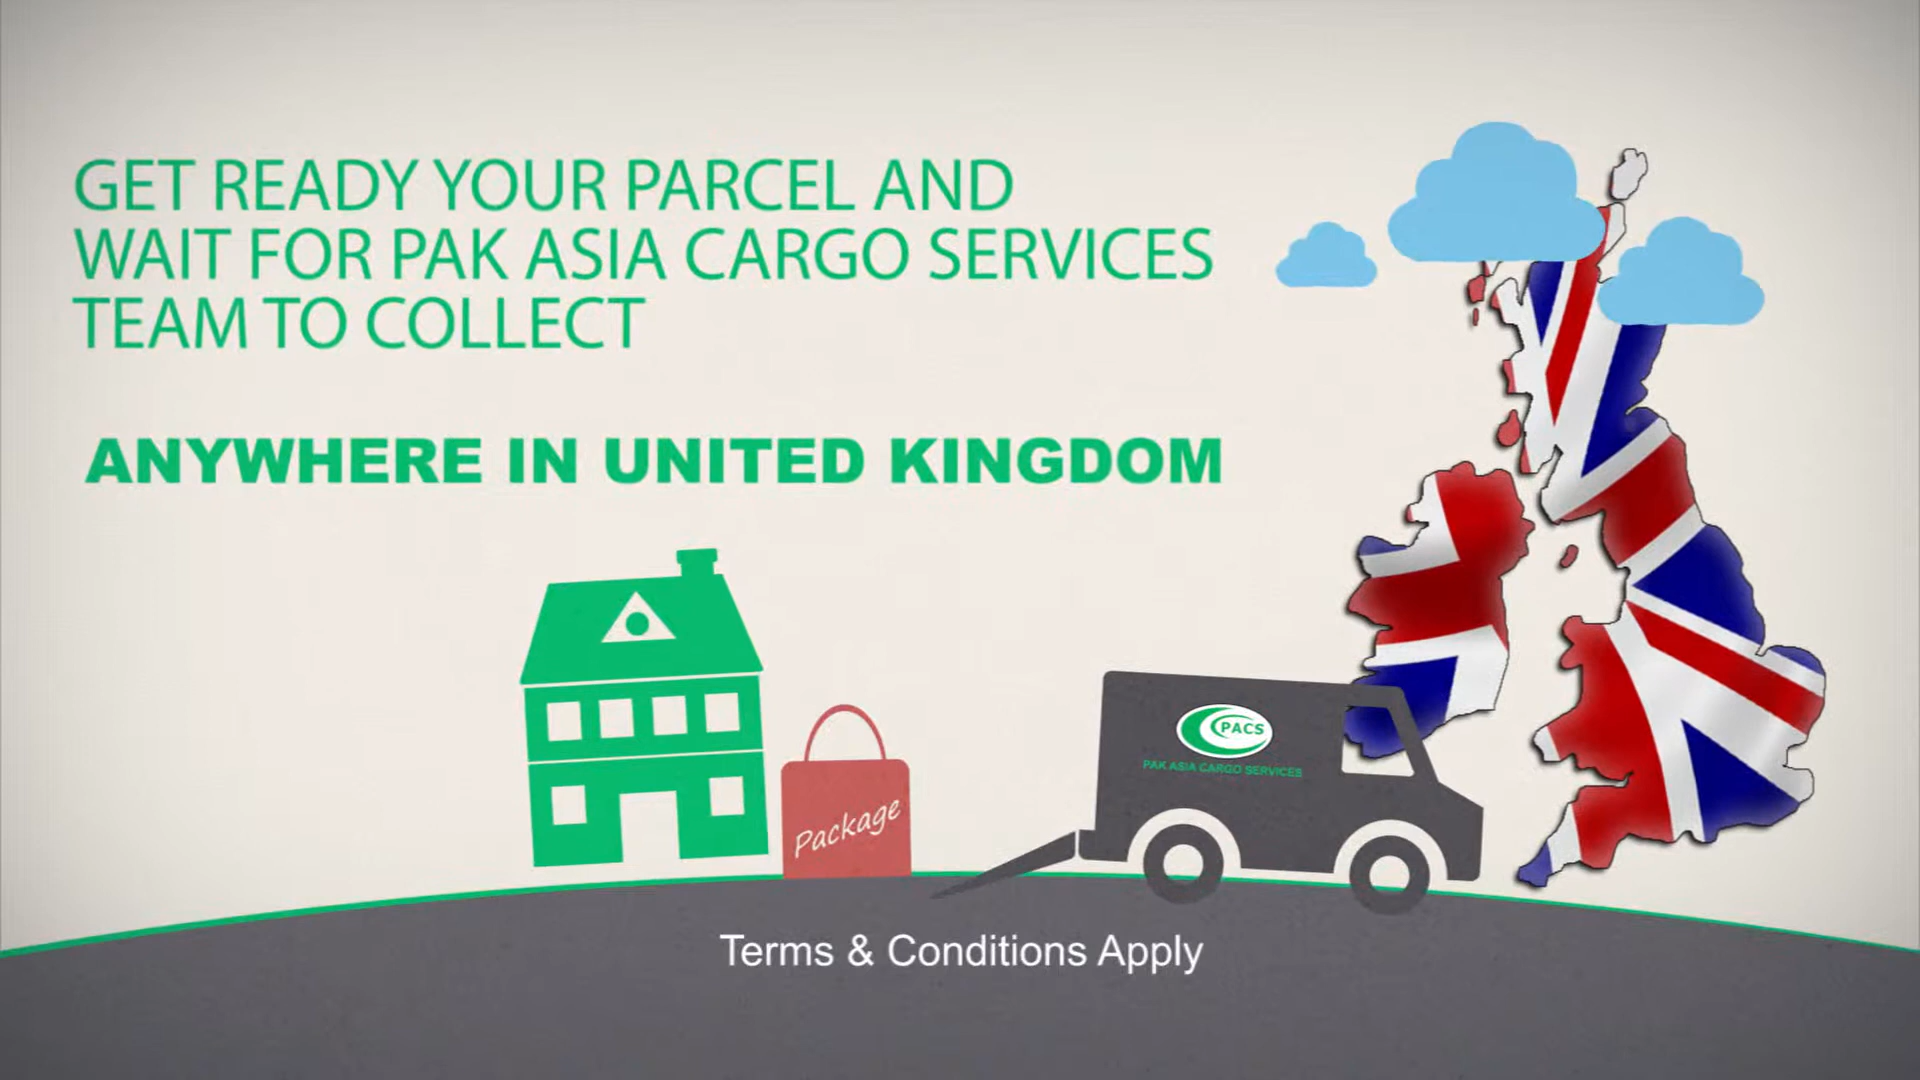 GET READY YOUR PARCEL AND
WAIT FOR PAK ASIA CARGO SERVICES
TEAM TO COLLECT
ANYWHERE IN UNITED KINGDOM
PACS
PAK ASIA CARGO SERVICES
Package
Terms & Conditions Apply